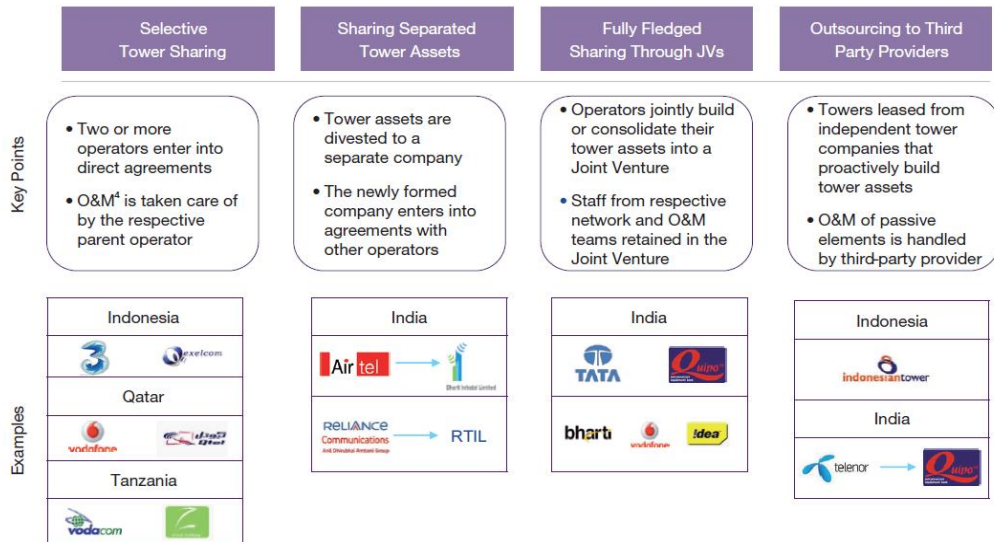 Selective
Tower Sharing
Sharing Separated
Tower Assets
Fully Fledged
Sharing Through JVs
Outsourcing to Third
Party Providers
Key Points
• Two or more
operators enter into
direct agreements
• O&M⁴ is taken care of
by the respective
parent operator
• Tower assets are
divested to a
separate company
• The newly formed
company enters into
agreements with
other operators
• Operators jointly build
or consolidate their
tower assets into a
Joint Venture
• Staff from respective
network and O&M
teams retained in the
Joint Venture
• Towers leased from
independent tower
companies that
proactively build
tower assets
• O&M of passive
elements is handled
by third-party provider
Examples
Indonesia
3
exelcom
Qatar
vodafone
Qtel
Tanzania
vodacom
India
Airtel
Bharti Infratel Limited
RELIANCE
Communications
Anil Dhirubhai Ambani Group
RTIL
India
TATA
Quipo
bharti
vodafone
!dea
Indonesia
indonesiantower
India
telenor
Quipo